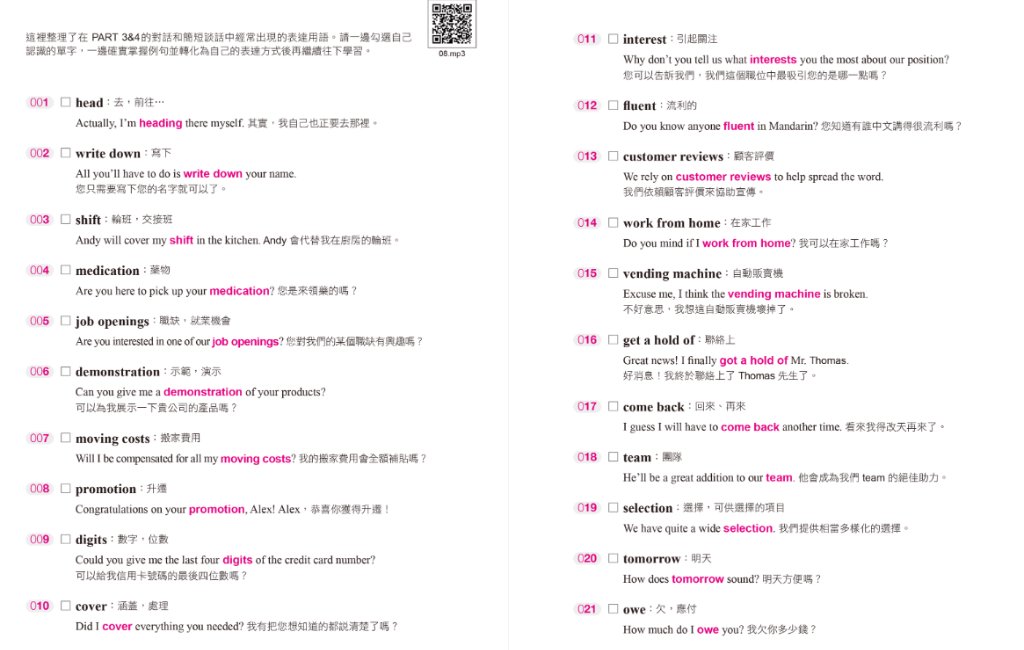 這裡整理了在 PART 3&4的對話和簡短談話中經常出現的表達用語。請一邊勾選自己
認識的單字，一邊確實掌握例句並轉化為自己的表達方式後再繼續往下學習。
08.mp3
001 □ head：去，前往⋯
Actually, I'm heading there myself. 其實，我自己也正要去那裡。
002 □ write down：寫下
All you'll have to do is write down your name.
您只需要寫下您的名字就可以了。
003 □ shift：輪班，交接班
Andy will cover my shift in the kitchen. Andy 會代替我在廚房的輪班。
004 □ medication：藥物
Are you here to pick up your medication? 您是來領藥的嗎？
005 □ job openings：職缺，就業機會
Are you interested in one of our job openings? 您對我們的某個職缺有興趣嗎？
006 □ demonstration：示範，演示
Can you give me a demonstration of your products?
可以為我展示一下貴公司的產品嗎？
007 □ moving costs：搬家費用
Will I be compensated for all my moving costs? 我的搬家費用會全額補貼嗎？
008 □ promotion：升遷
Congratulations on your promotion, Alex! Alex，恭喜你獲得升遷！
009 □ digits：數字，位數
Could you give me the last four digits of the credit card number?
可以給我信用卡號碼的最後四位數嗎？
010 □ cover：涵蓋，處理
Did I cover everything you needed? 我有把您想知道的都說清楚了嗎？
011 □ interest：引起關注
Why don't you tell us what interests you the most about our position?
您可以告訴我們，我們這個職位中最吸引您的是哪一點嗎？
012 □ fluent：流利的
Do you know anyone fluent in Mandarin? 您知道有誰中文講得很流利嗎？
013 □ customer reviews：顧客評價
We rely on customer reviews to help spread the word.
我們依賴顧客評價來協助宣傳。
014 □ work from home：在家工作
Do you mind if I work from home? 我可以在家工作嗎？
015 □ vending machine：自動販賣機
Excuse me, I think the vending machine is broken.
不好意思，我想這自動販賣機壞掉了。
016 □ get a hold of：聯絡上
Great news! I finally got a hold of Mr. Thomas.
好消息！我終於聯絡上了 Thomas 先生了。
017 □ come back：回來、再來
I guess I will have to come back another time. 看來我得改天再來了。
018 □ team：團隊
He'll be a great addition to our team. 他會成為我們 team 的絕佳助力。
019 □ selection：選擇，可供選擇的項目
We have quite a wide selection. 我們提供相當多樣化的選擇。
020 □ tomorrow：明天
How does tomorrow sound? 明天方便嗎？
021 □ owe：欠，應付
How much do I owe you? 我欠你多少錢？